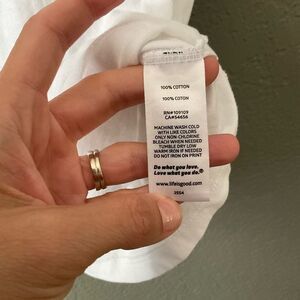 100% COTTON
100% COTON
RN#109109
CA#54656
MACHINE WASH COLD
WITH LIKE COLORS
ONLY NON-CHLORINE
BLEACH WHEN NEEDED
TUMBLE DRY LOW
WARM IRON IF NEEDED
DO NOT IRON ON PRINT
Do what you love.
Love what you do.®
www.lifeisgood.com